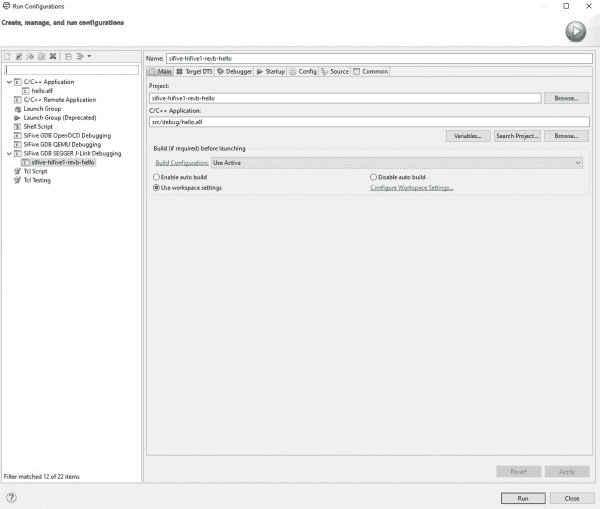 Run Configurations
Create, manage, and run configurations
Name: sifive-hifive1-revb-hello
Main Target DTS Debugger Startup Config Source Common
C/C++ Application
hello.elf
C/C++ Remote Application
Launch Group
Launch Group (Deprecated)
Shell Script
SiFive GDB OpenOCD Debugging
SiFive GDB QEMU Debugging
SiFive GDB SEGGER J-Link Debugging
sifive-hifive1-revb-hello
Tcl Script
Tcl Testing
Filter matched 12 of 22 items
Project:
sifive-hifive1-revb-hello Browse...
C/C++ Application:
src/debug/hello.elf
Variables... Search Project... Browse...
Build (if required) before launching
Build Configuration: Use Active
Enable auto build Disable auto build
Use workspace settings Configure Workspace Settings...
Revert Apply
Run Close